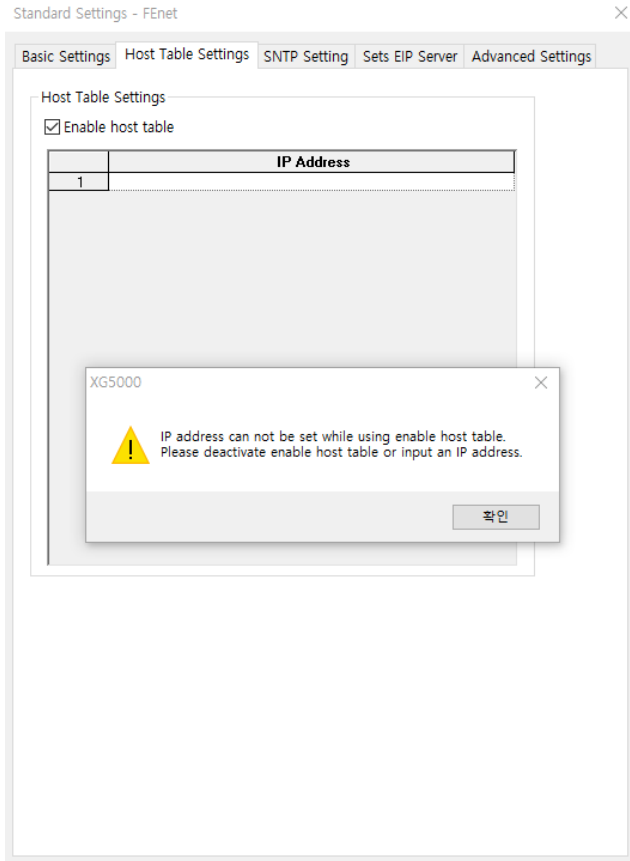 Standard Settings - FEnet
Basic Settings Host Table Settings SNTP Setting Sets EIP Server Advanced Settings
Host Table Settings
Enable host table
IP Address
1
XG5000
IP address can not be set while using enable host table.
Please deactivate enable host table or input an IP address.
확인